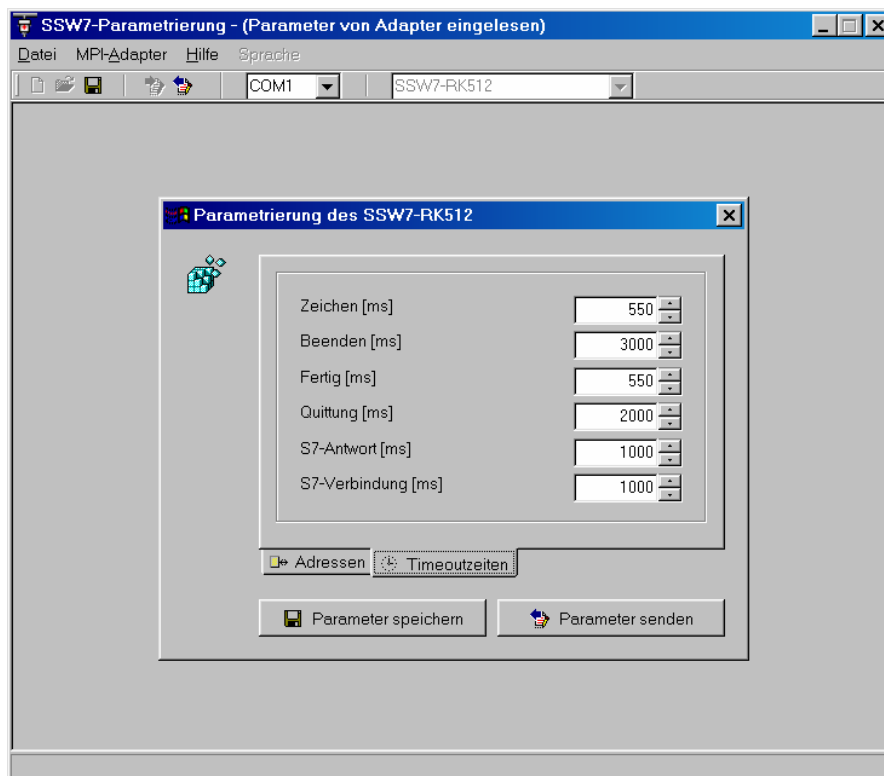 SSW7-Parametrierung - (Parameter von Adapter eingelesen)
Datei MPI-Adapter Hilfe Sprache
COM1 SSW7-RK512
Parametrierung des SSW7-RK512
Zeichen [ms] 550
Beenden [ms] 3000
Fertig [ms] 550
Quittung [ms] 2000
S7-Antwort [ms] 1000
S7-Verbindung [ms] 1000
Adressen Timeoutzeiten
Parameter speichern Parameter senden